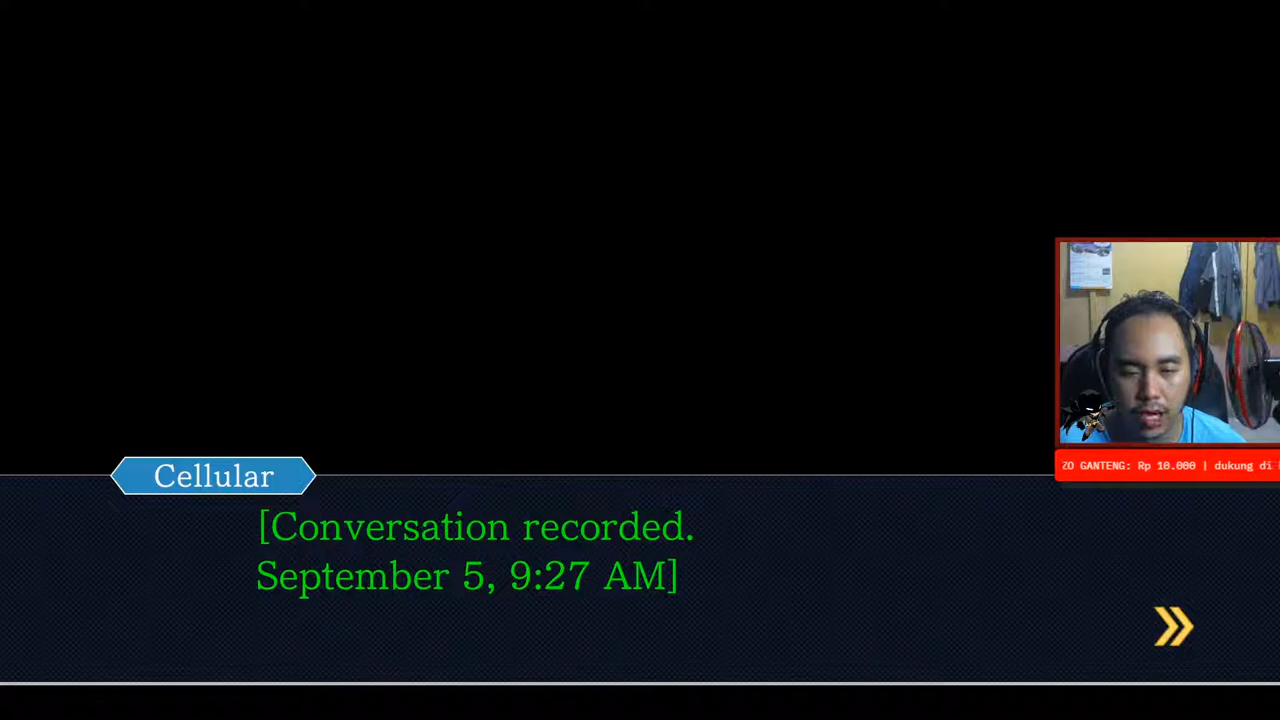 Cellular
[Conversation recorded.
September 5, 9:27 AM]
ZO GANTENG: Rp 10.000 | dukung di